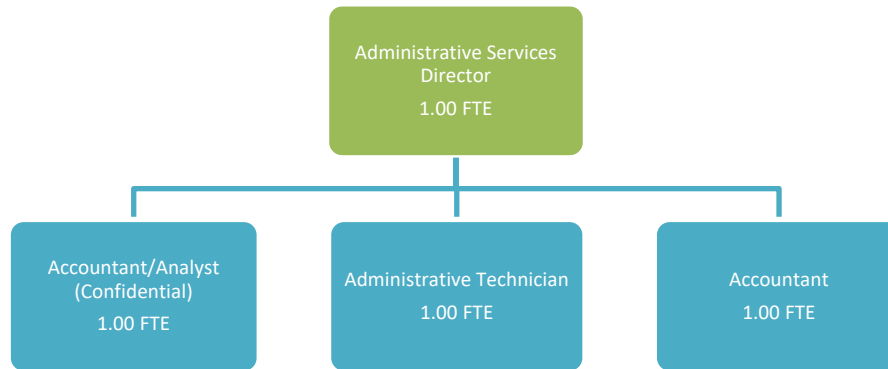 Administrative Services
Director
1.00 FTE
Accountant/Analyst
(Confidential)
1.00 FTE
Administrative Technician
1.00 FTE
Accountant
1.00 FTE